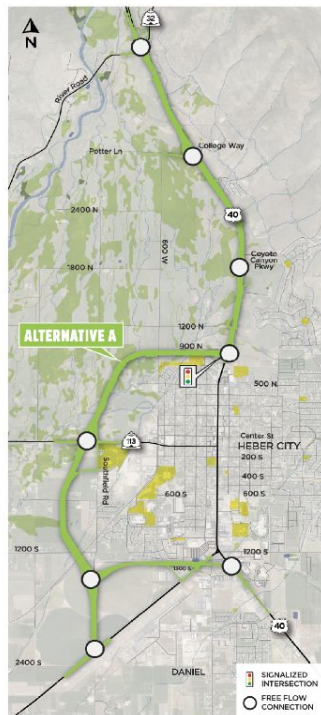 N
32
River Road
Potter Ln
College Way
2400 N
600 W
40
Coyote
Canyon
Pkwy
1800 N
1200 N
ALTERNATIVE A
900 N
500 N
Center St
HEBER CITY
113
200 S
400 S
Southfield Rd
600 S
600 S
1200 S
1200 S
1300 S
40
2400 S
DANIEL
SIGNALIZED
INTERSECTION
FREE FLOW
CONNECTION